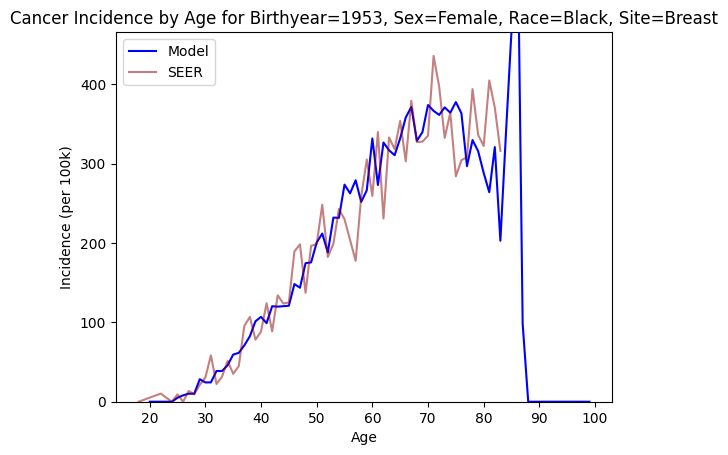 Cancer Incidence by Age for Birthyear=1953, Sex=Female, Race=Black, Site=Breast
Model
SEER
400
300
200
100
0
Incidence (per 100k)
20 30 40 50 60 70 80 90 100
Age